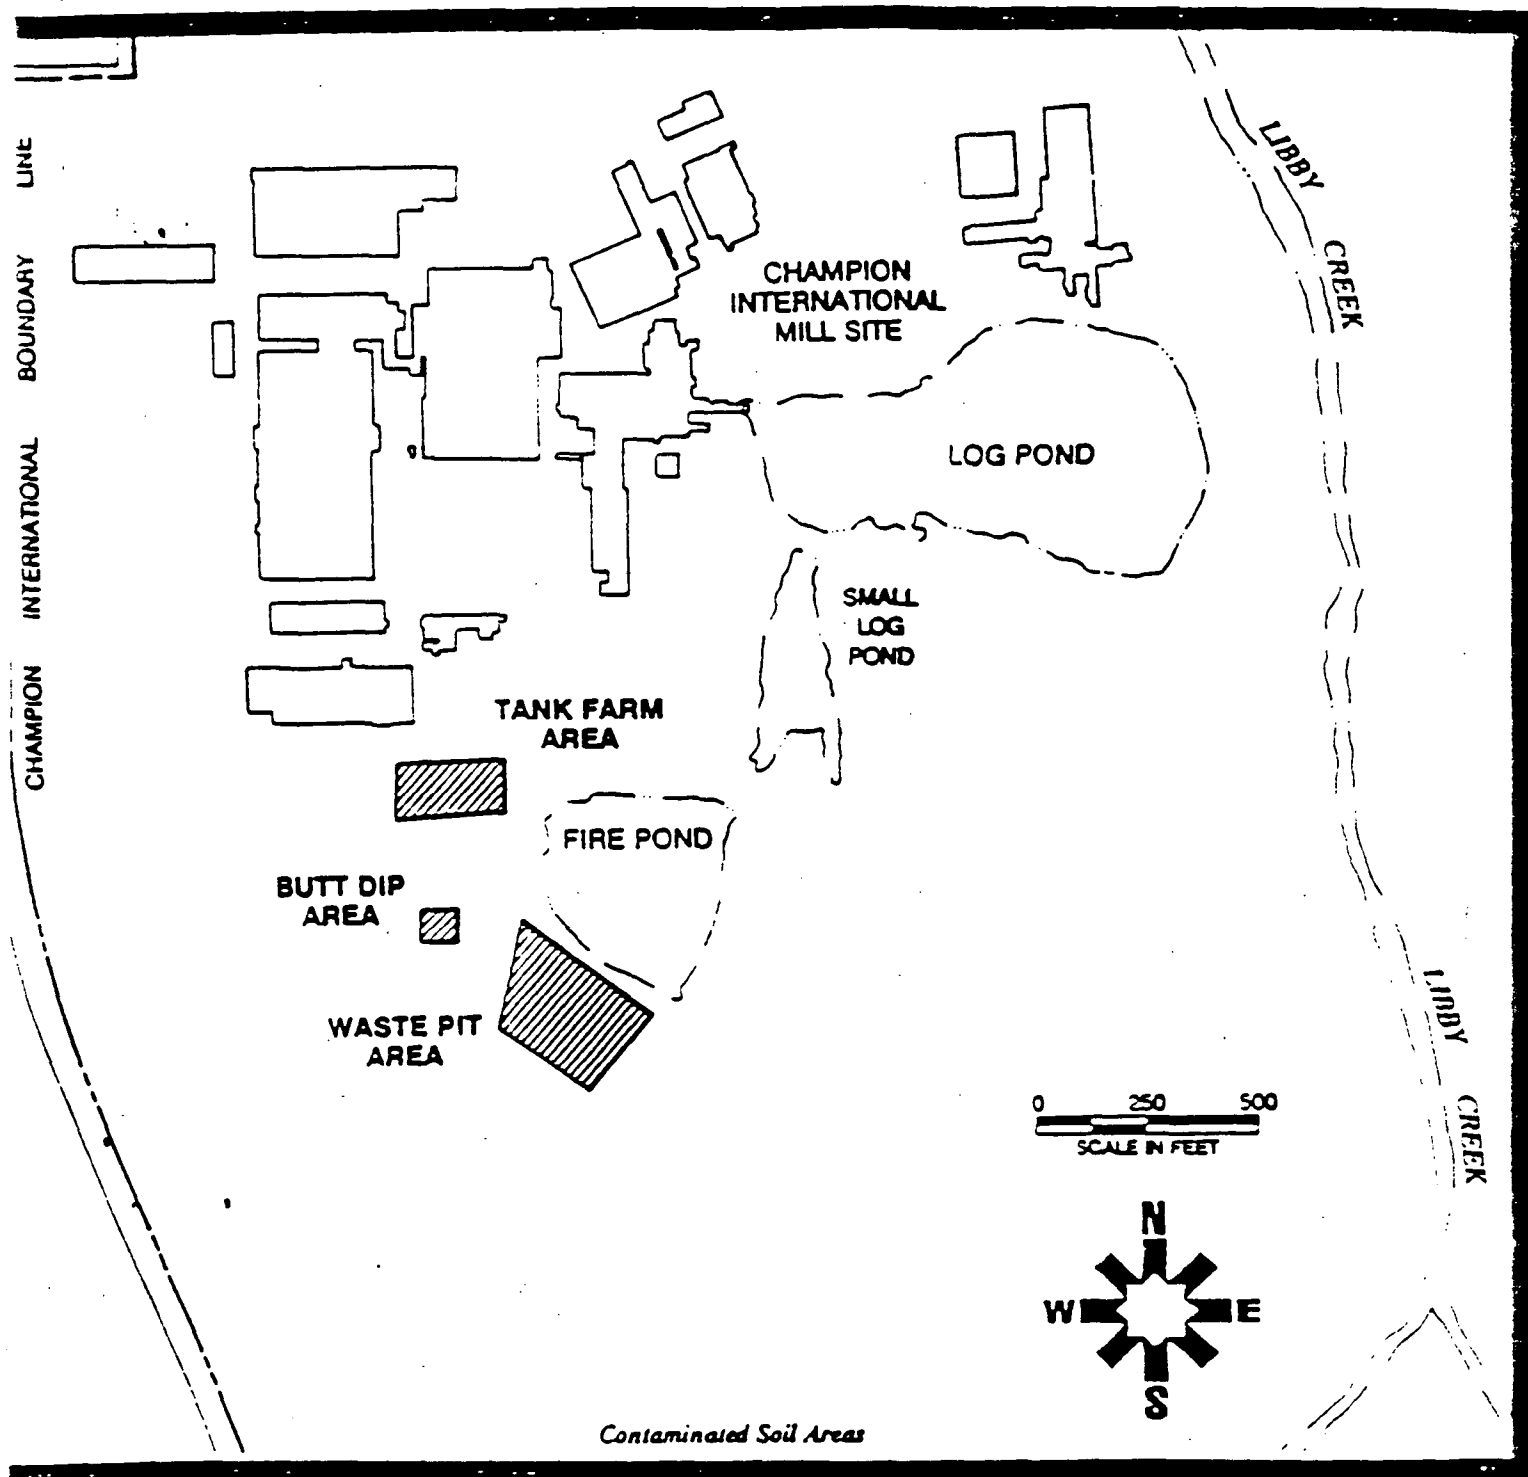 CHAMPION INTERNATIONAL BOUNDARY LINE
LIBBY CREEK
CHAMPION
INTERNATIONAL
MILL SITE
LOG POND
SMALL
LOG
POND
TANK FARM
AREA
FIRE POND
BUTT DIP
AREA
WASTE PIT
AREA
LIBBY CREEK
0 250 500
SCALE IN FEET
N
W E
S
Contaminated Soil Areas